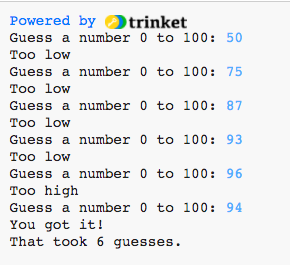 Powered by trinket
Guess a number 0 to 100: 50
Too low
Guess a number 0 to 100: 75
Too low
Guess a number 0 to 100: 87
Too low
Guess a number 0 to 100: 93
Too low
Guess a number 0 to 100: 96
Too high
Guess a number 0 to 100: 94
You got it!
That took 6 guesses.